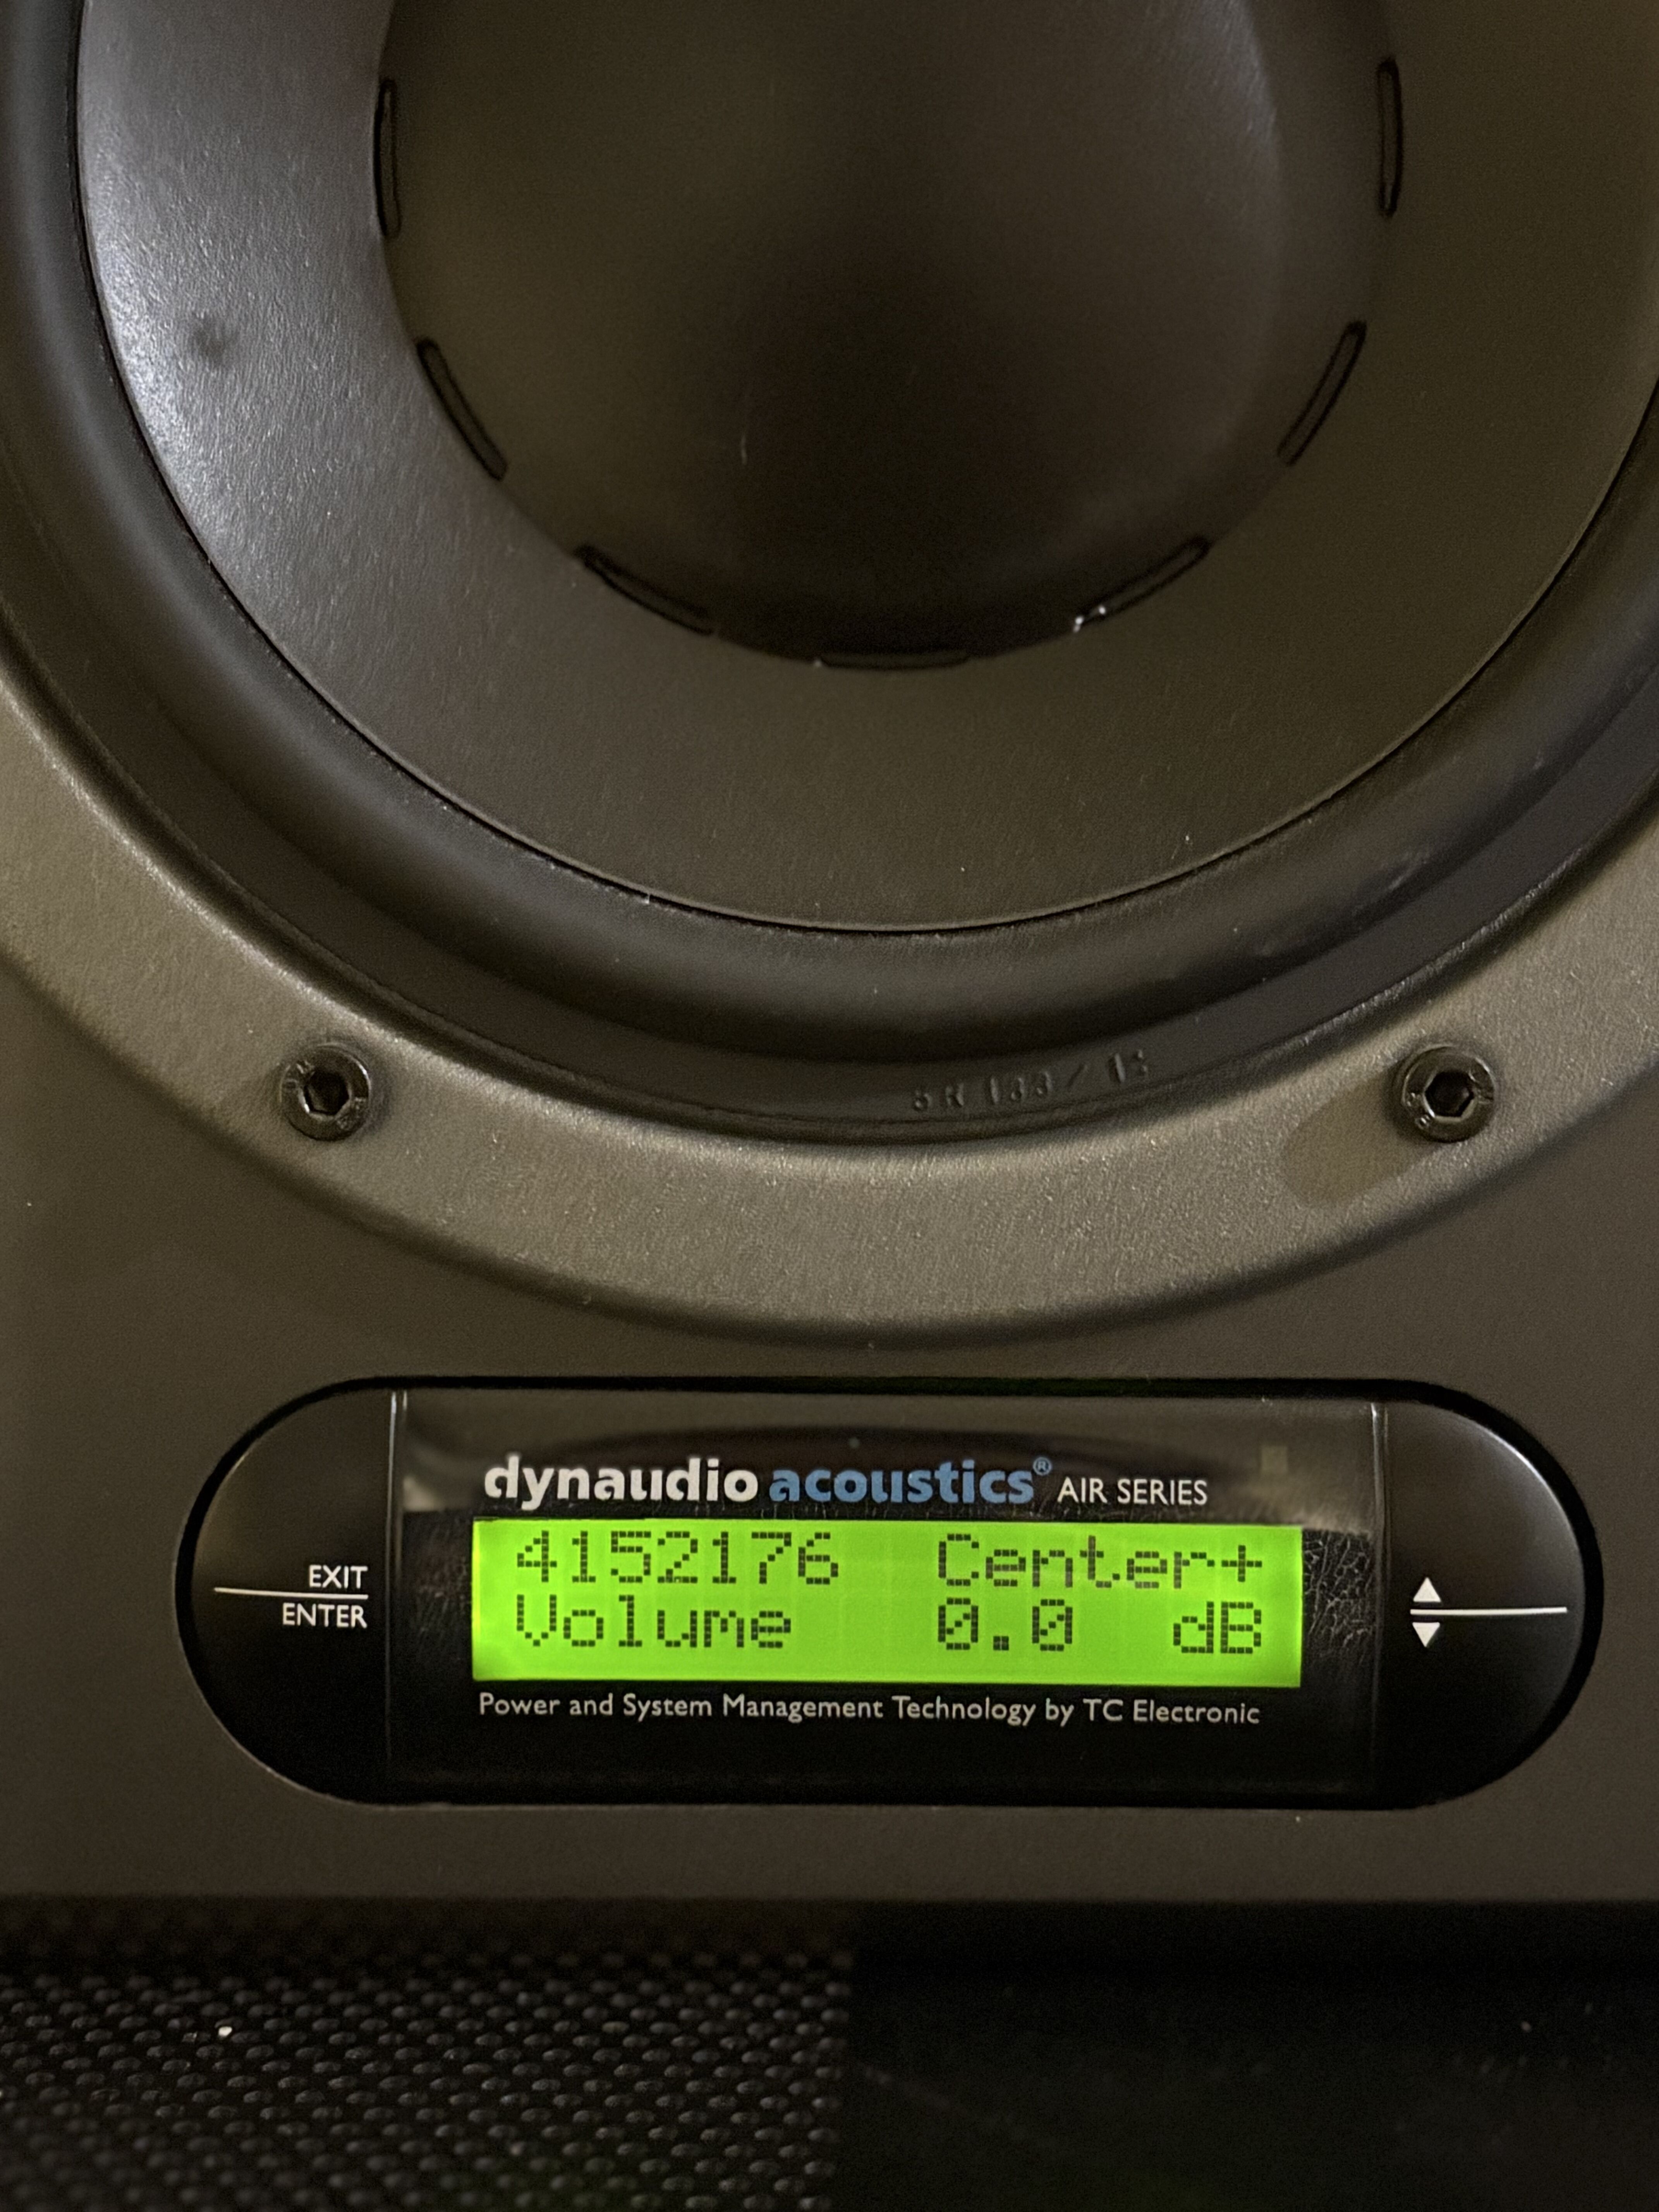 dynaudio acoustics® AIR SERIES
EXIT
ENTER
4152176 Center+
Volume 0.0 dB
Power and System Management Technology by TC Electronic